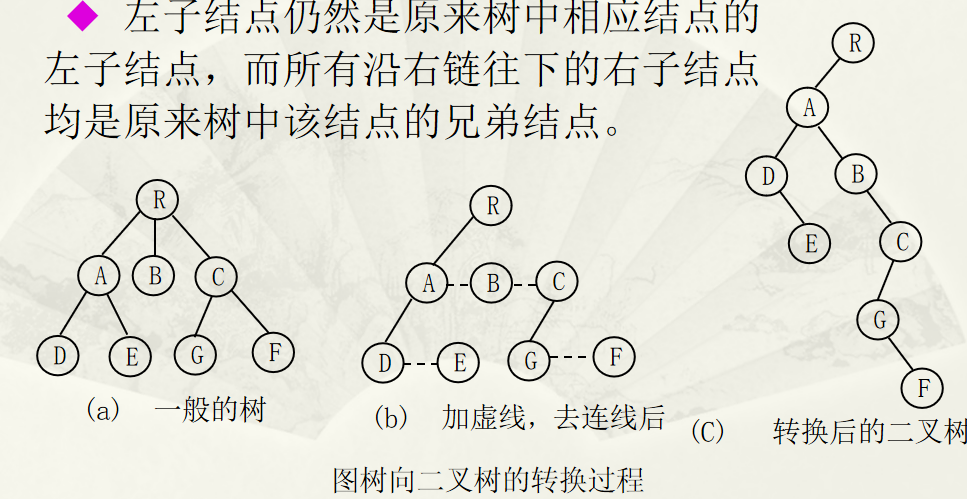 ◆ 左子结点仍然是原来树中相应结点的
左子结点，而所有沿右链往下的右子结点
均是原来树中该结点的兄弟结点。
R
A B C
D E G F
(a) 一般的树
R
A B C
D E G F
(b) 加虚线，去连线后
R
A
D B
E C
G
F
(C) 转换后的二叉树
图树向二叉树的转换过程